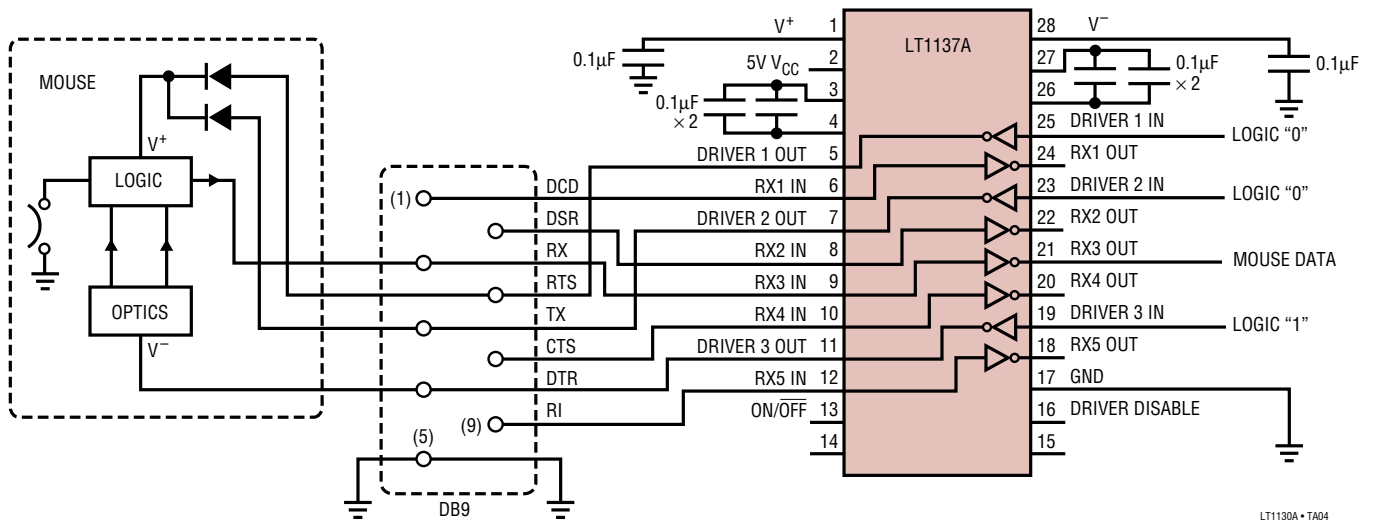 MOUSE
V+
LOGIC
OPTICS
V−
(1)
(5)
(9)
DB9
DCD
DSR
RX
RTS
TX
CTS
DTR
RI
0.1µF
V+ 1
5V VCC 2
0.1µF
× 2
3
4
DRIVER 1 OUT 5
RX1 IN 6
DRIVER 2 OUT 7
RX2 IN 8
RX3 IN 9
RX4 IN 10
DRIVER 3 OUT 11
RX5 IN 12
ON/OFF 13
14
LT1137A
28 V−
27
26
0.1µF
× 2
0.1µF
25 DRIVER 1 IN
LOGIC “0”
24 RX1 OUT
23 DRIVER 2 IN
LOGIC “0”
22 RX2 OUT
21 RX3 OUT
MOUSE DATA
20 RX4 OUT
19 DRIVER 3 IN
LOGIC “1”
18 RX5 OUT
17 GND
16 DRIVER DISABLE
15
LT1130A • TA04